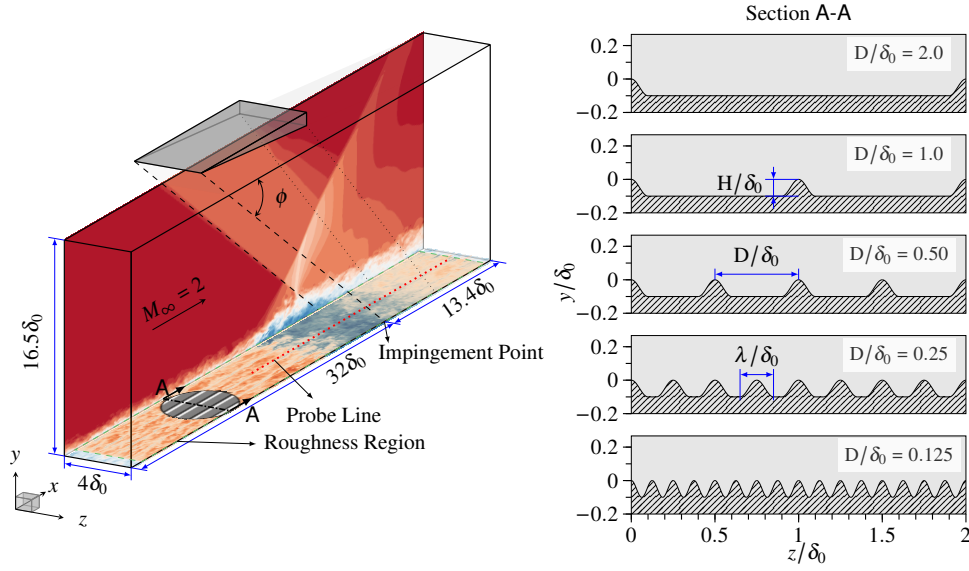 16.5δ₀
M∞ = 2
ϕ
A
A
4δ₀
32δ₀
13.4δ₀
Impingement Point
Probe Line
Roughness Region
y
x
z
Section A-A
0.2
0
−0.2
D/δ₀ = 2.0
0.2
0
−0.2
H/δ₀
D/δ₀ = 1.0
y/δ₀
0.2
0
−0.2
D/δ₀
D/δ₀ = 0.50
0.2
0
−0.2
λ/δ₀
D/δ₀ = 0.25
0.2
0
−0.2
D/δ₀ = 0.125
0
0.5
1
1.5
2
z/δ₀